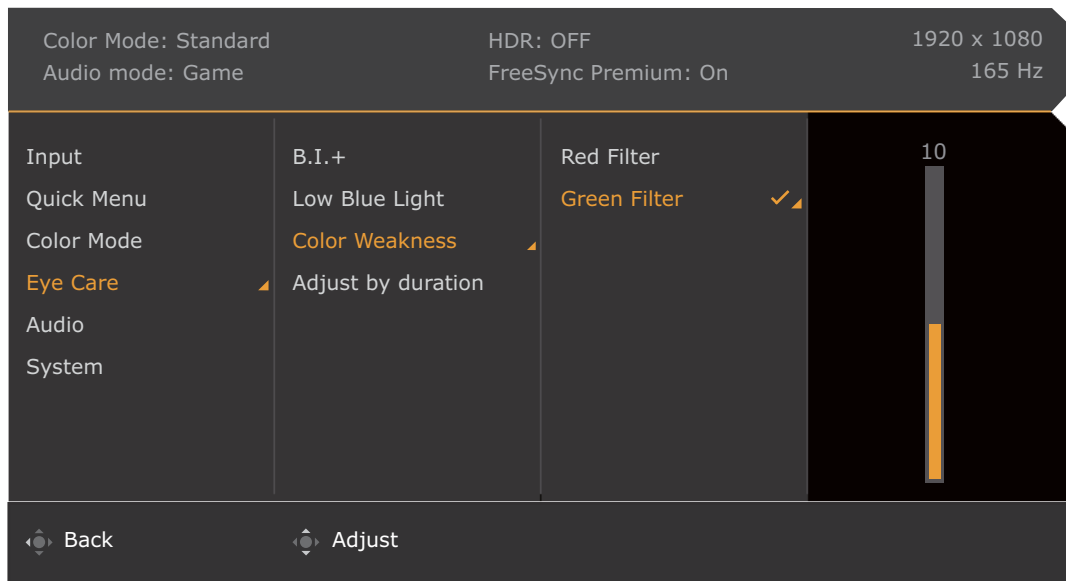 Color Mode: Standard
HDR: OFF
1920 x 1080
Audio mode: Game
FreeSync Premium: On
165 Hz
Input
Quick Menu
Color Mode
Eye Care
Audio
System
B.I.+
Low Blue Light
Color Weakness
Adjust by duration
Red Filter
Green Filter
10
Back
Adjust